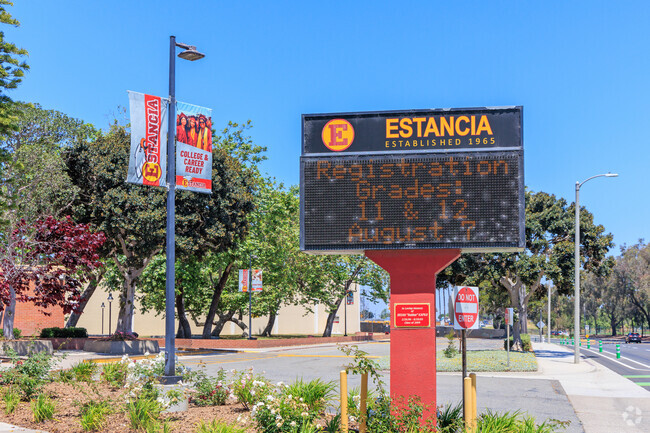 ESTANCIA
COLLEGE &
CAREER
READY
E
ESTANCIA
ESTABLISHED 1965
Registration
Grades!
11 & 12
August 7
DO NOT
ENTER